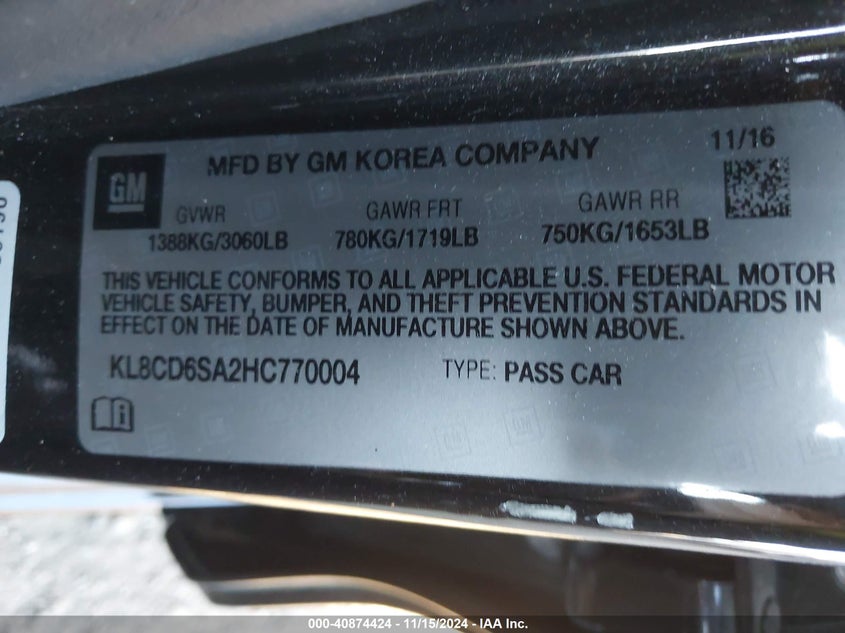 MFD BY GM KOREA COMPANY
11/16
GM
GVWR
GAWR FRT
GAWR RR
1388KG/3060LB
780KG/1719LB
750KG/1653LB
THIS VEHICLE CONFORMS TO ALL APPLICABLE U.S. FEDERAL MOTOR
VEHICLE SAFETY, BUMPER, AND THEFT PREVENTION STANDARDS IN
EFFECT ON THE DATE OF MANUFACTURE SHOWN ABOVE.
KL8CD6SA2HC770004
TYPE: PASS CAR
000-40874424 - 11/15/2024 - IAA Inc.